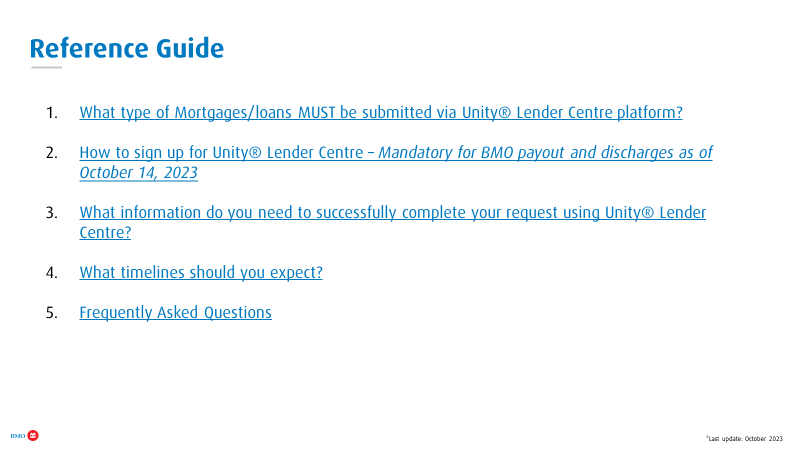 Reference Guide
1. What type of Mortgages/loans MUST be submitted via Unity® Lender Centre platform?
2. How to sign up for Unity® Lender Centre – Mandatory for BMO payout and discharges as of
October 14, 2023
3. What information do you need to successfully complete your request using Unity® Lender
Centre?
4. What timelines should you expect?
5. Frequently Asked Questions
BMO
*Last update: October 2023